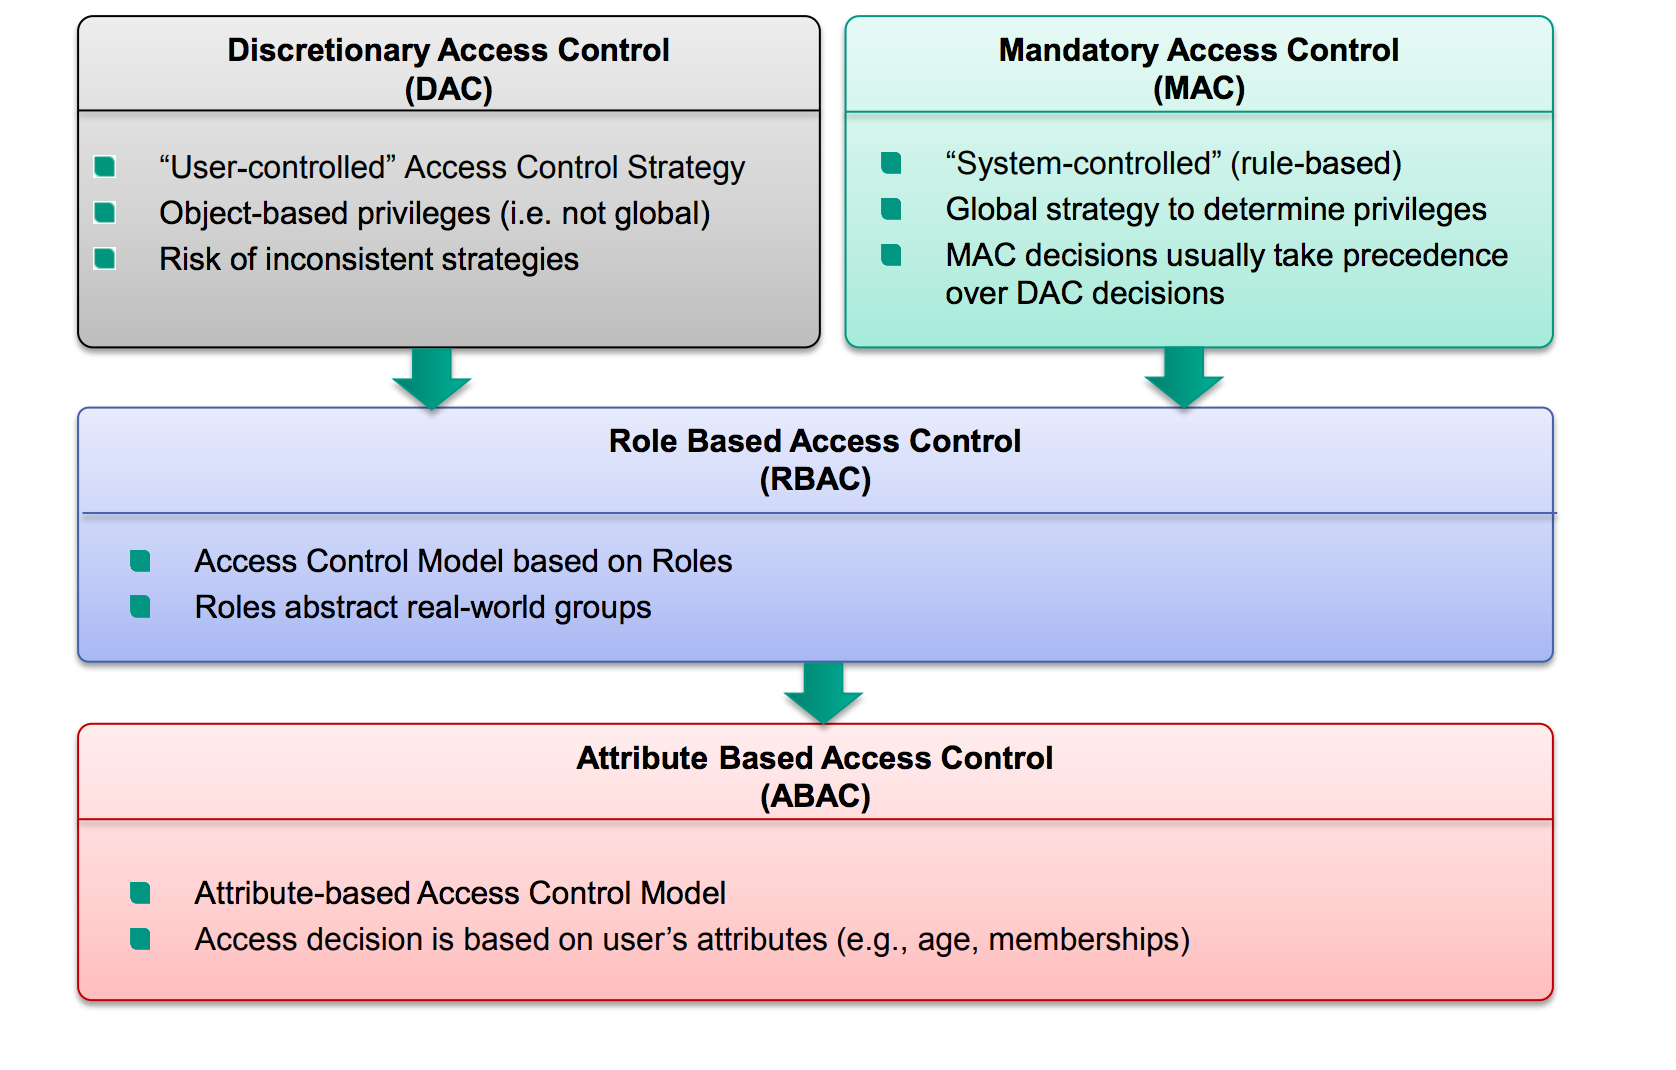 Discretionary Access Control
(DAC)
“User-controlled” Access Control Strategy
Object-based privileges (i.e. not global)
Risk of inconsistent strategies
Mandatory Access Control
(MAC)
“System-controlled” (rule-based)
Global strategy to determine privileges
MAC decisions usually take precedence
over DAC decisions
Role Based Access Control
(RBAC)
Access Control Model based on Roles
Roles abstract real-world groups
Attribute Based Access Control
(ABAC)
Attribute-based Access Control Model
Access decision is based on user’s attributes (e.g., age, memberships)